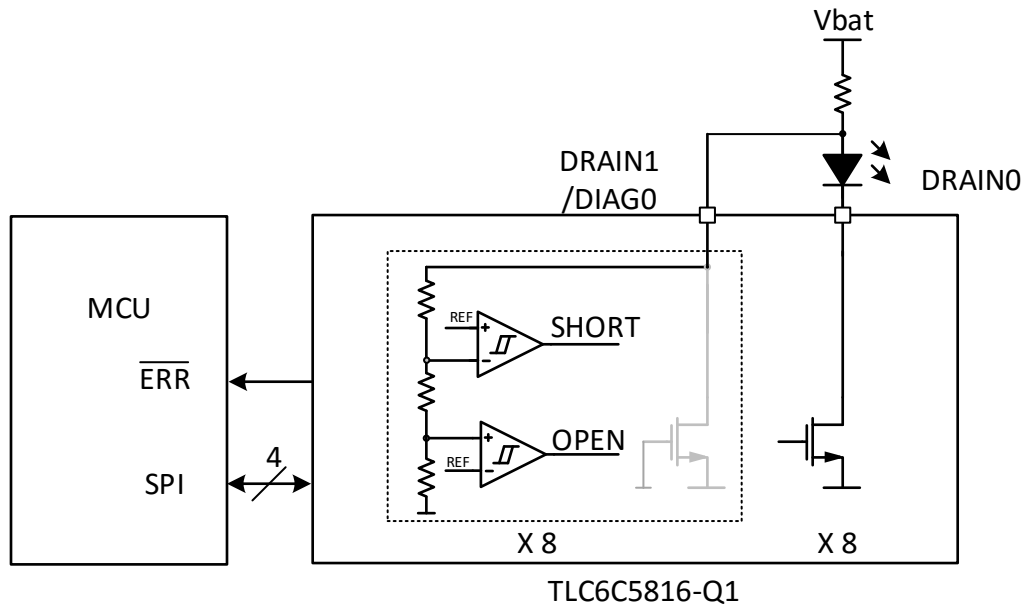 Vbat
DRAIN1
/DIAG0
DRAIN0
MCU
REF
+
-
SHORT
ERR
+
REF
-
OPEN
4
SPI
X 8
X 8
TLC6C5816-Q1